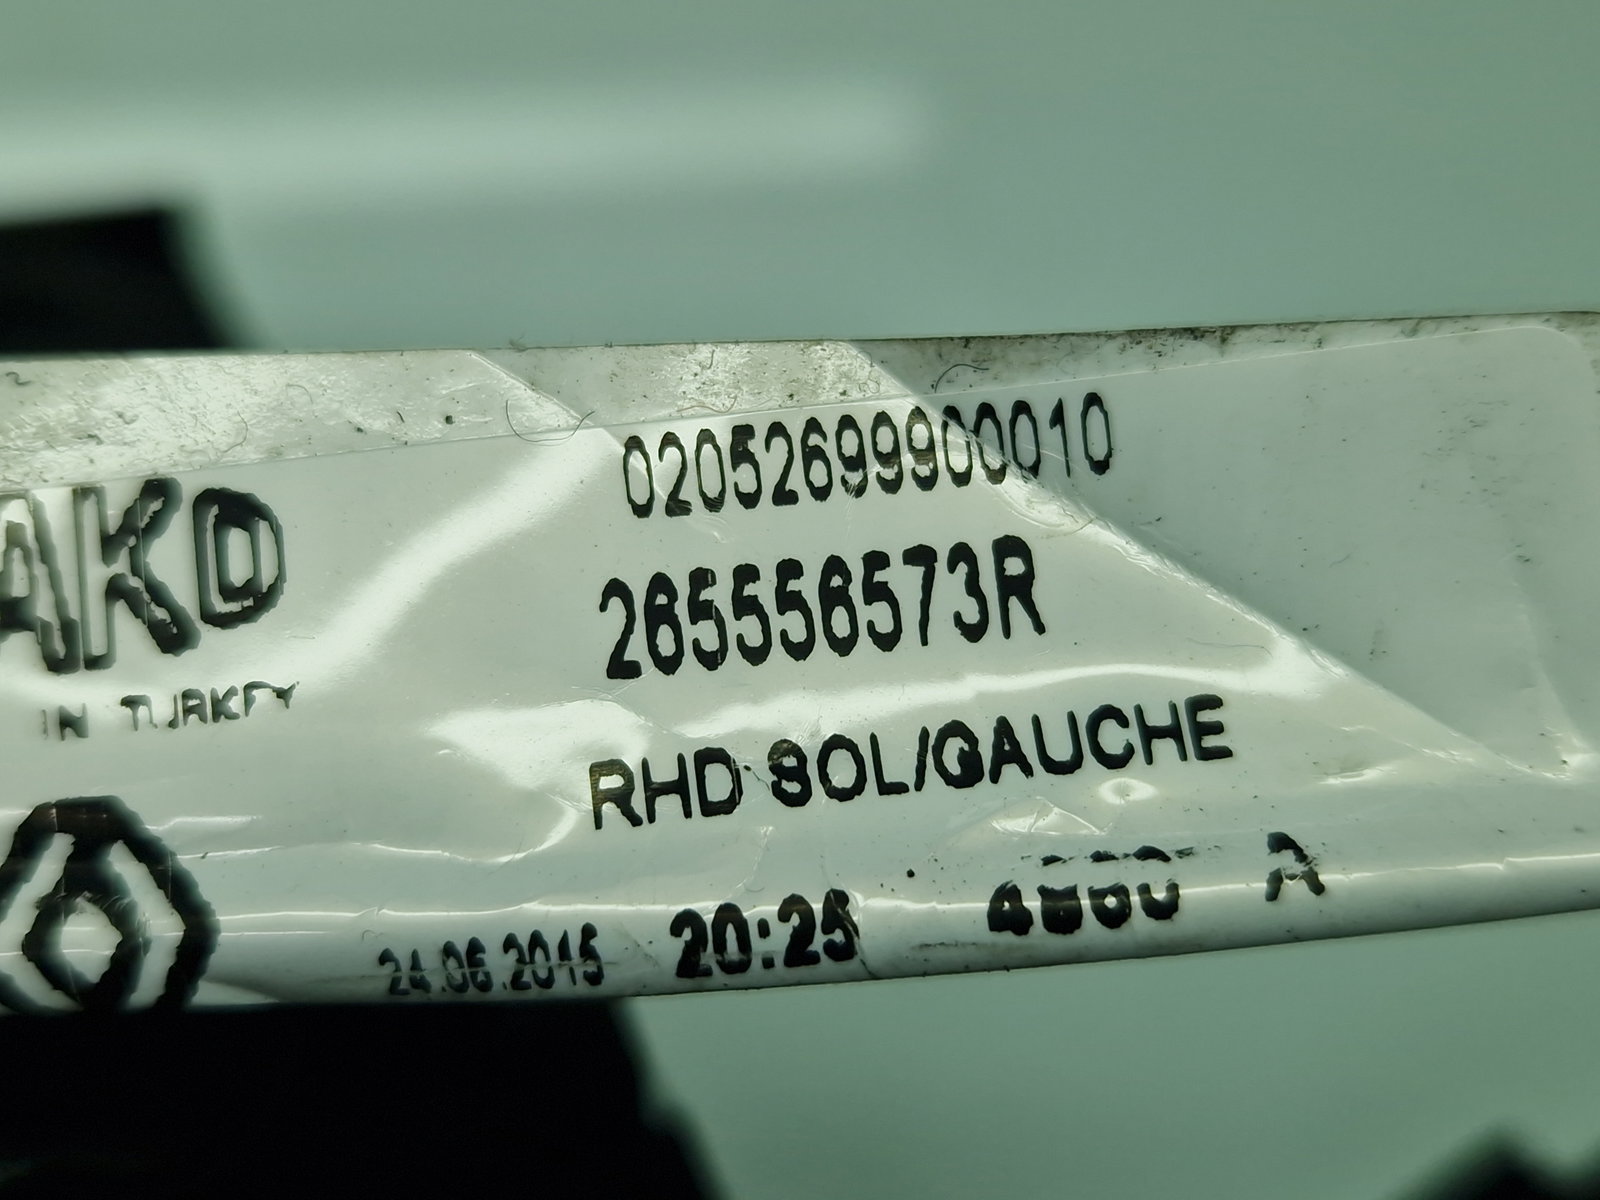 02052699900010
AKO
265556573R
IN TURKEY
RHD SOL/GAUCHE
24.06.2015 20:25 A